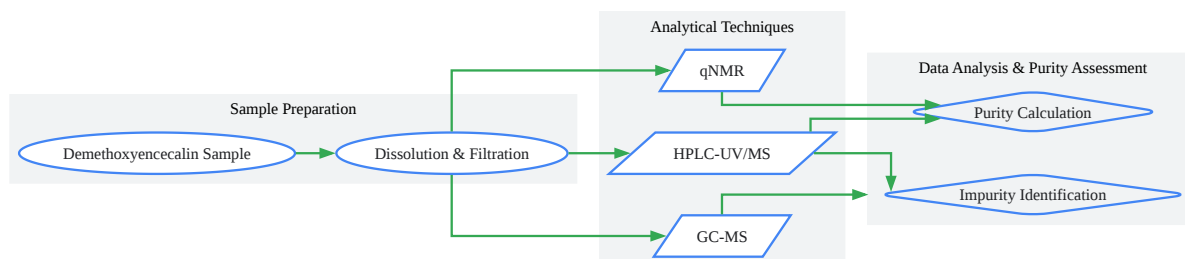 Sample Preparation
Demethoxyencecalin Sample
Dissolution & Filtration
Analytical Techniques
qNMR
HPLC-UV/MS
GC-MS
Data Analysis & Purity Assessment
Purity Calculation
Impurity Identification